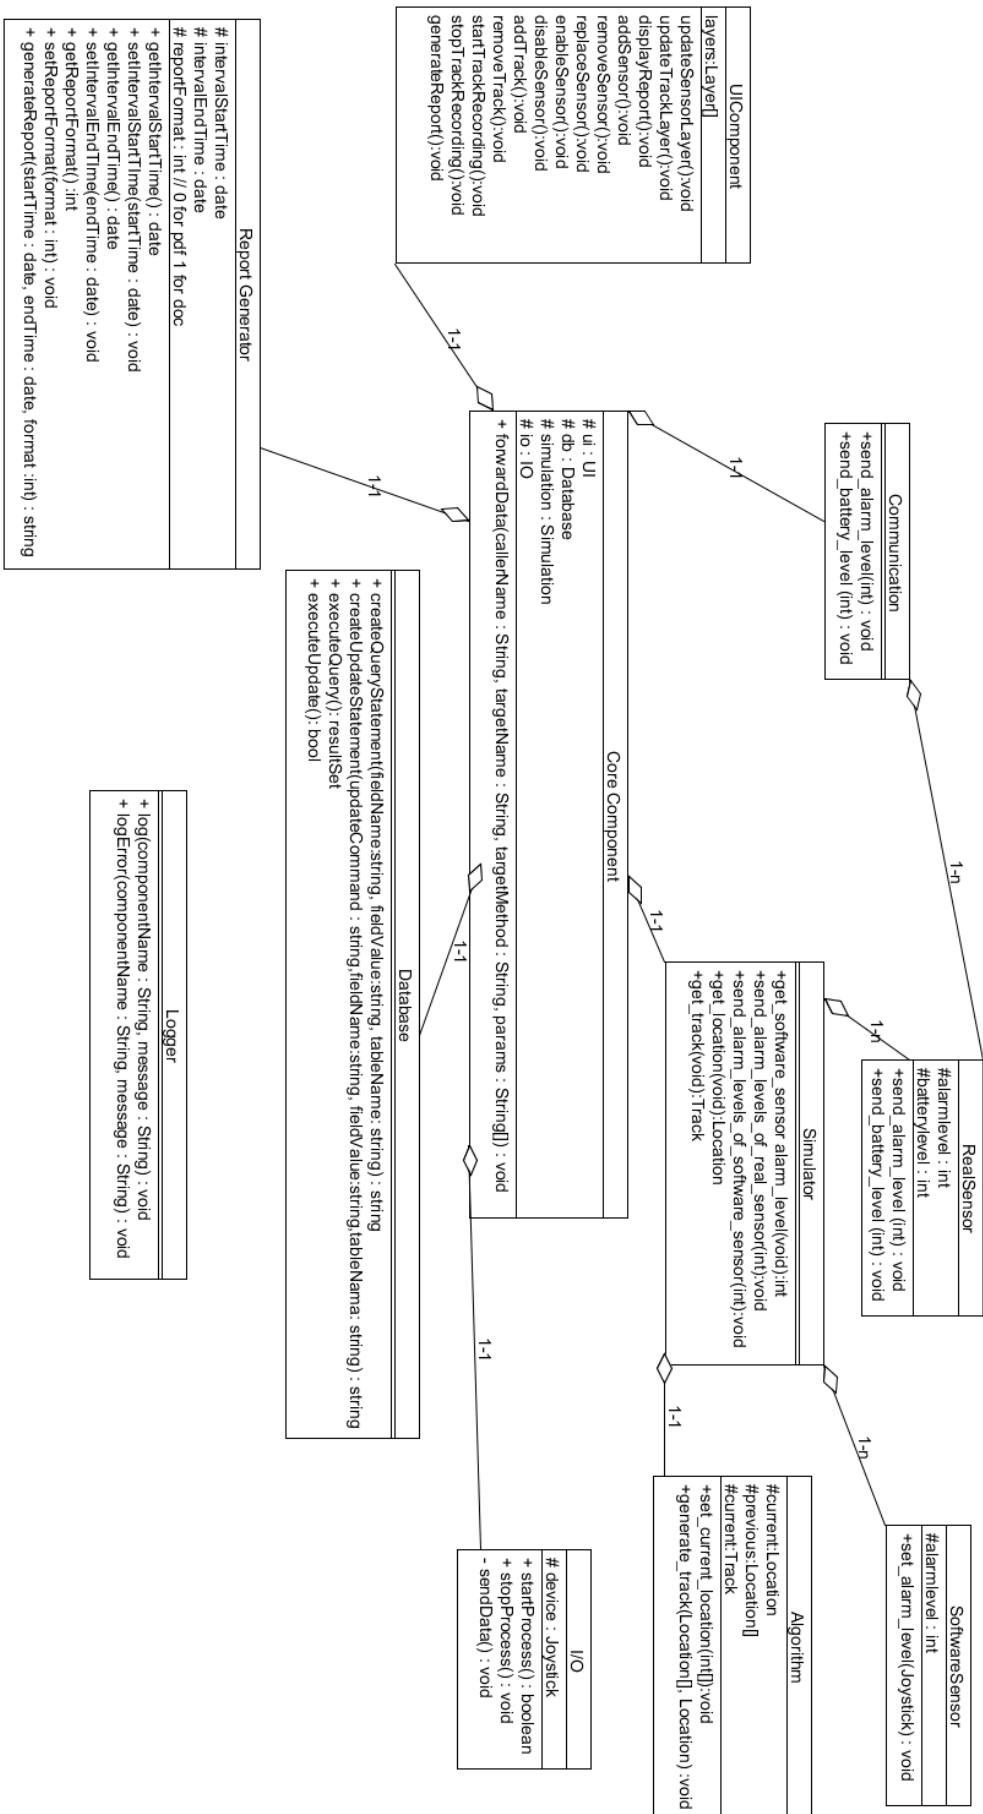 UIComponent
layers:Layer[]
updateSensorLayer():void
updateTrackLayer():void
displayReport():void
addSensor():void
removeSensor():void
replaceSensor():void
enableSensor():void
disableSensor():void
addTrack():void
removeTrack():void
startTrackRecording():void
stopTrackRecording():void
generateReport():void
1-1
Communication
+send_alarm_level(int) : void
+send_battery_level (int) : void
1-1
1-n
RealSensor
#alarmlevel : int
#batterylevel : int
+send_alarm_level (int) : void
+send_battery_level (int) : void
1-n
SoftwareSensor
#alarmlevel : int
+set_alarm_level(Joystick) : void
1-n
Simulator
+get_software_sensor alarm_level(void):int
+send_alarm_levels_of_real_sensor(int):void
+send_alarm_levels_of_software_sensor(int):void
+get_location(void):Location
+get_track(void):Track
1-1
1-1
Algorithm
#current:Location
#previous:Location[]
#current:Track
+set_current_location(int[]):void
+generate_track(Location[], Location) :void
Core Component
# ui : UI
# db : Database
# simulation : Simulation
# io : IO
+ forwardData(callerName : String, targetName : String, targetMethod : String, params : String[]) : void
1-1
1-1
1-1
I/O
# device : Joystick
+ startProcess() : boolean
+ stopProcess() : void
- sendData() : void
Report Generator
# intervalStartTime : date
# intervalEndTime : date
# reportFormat : int // 0 for pdf 1 for doc
+ getIntervalStartTime() : date
+ setIntervalStartTIme(startTime : date) : void
+ getIntervalEndTime() : date
+ setIntervalEndTIme(endTime : date) : void
+ getReportFormat() :int
+ setReportFormat(format : int) : void
+ generateReport(startTime : date, endTime : date, format :int) : string
Database
+ createQueryStatement(fieldName:string, fieldValue:string, tableName: string) : string
+ createUpdateStatement(updateCommand : string,fieldName:string, fieldValue:string,tableNama: string) : string
+ executeQuery(): resultSet
+ executeUpdate(): bool
Logger
+ log(componentName : String, message : String) : void
+ logError(componentName : String, message : String) : void